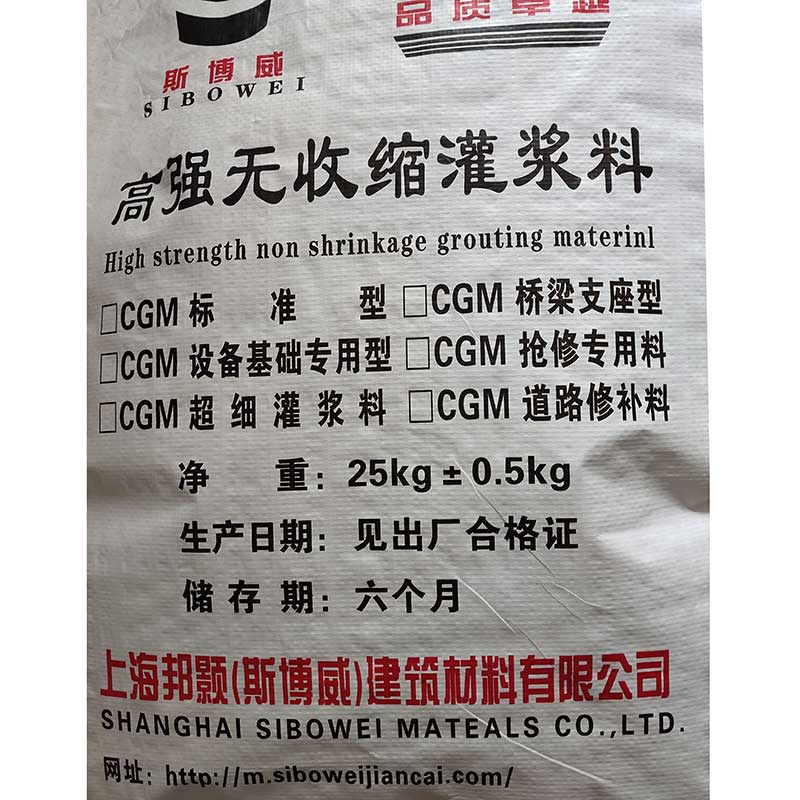 品质卓越
斯博威
SIBOWEI
高强无收缩灌浆料
High strength non shrinkage grouting materinl
□CGM 标准型 □CGM 桥梁支座型
□CGM 设备基础专用型 □CGM 抢修专用料
□CGM 超细灌浆料 □CGM 道路修补料
净重：25kg±0.5kg
生产日期：见出厂合格证
储存期：六个月
上海邦颢(斯博威)建筑材料有限公司
SHANGHAI SIBOWEI MATEALS CO.,LTD.
网址：http://m.siboweijiancai.com/